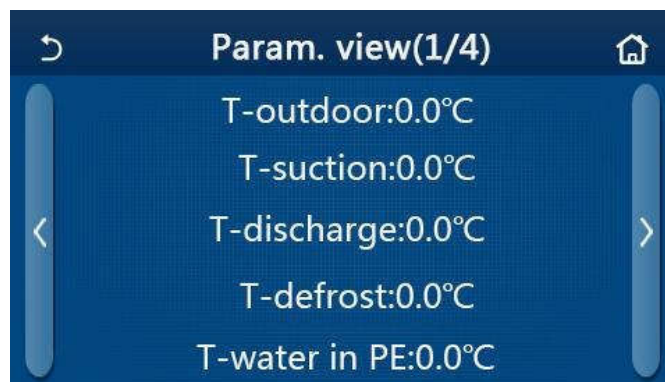 Param. view(1/4)
T-outdoor:0.0℃
T-suction:0.0℃
T-discharge:0.0℃
T-defrost:0.0℃
T-water in PE:0.0℃